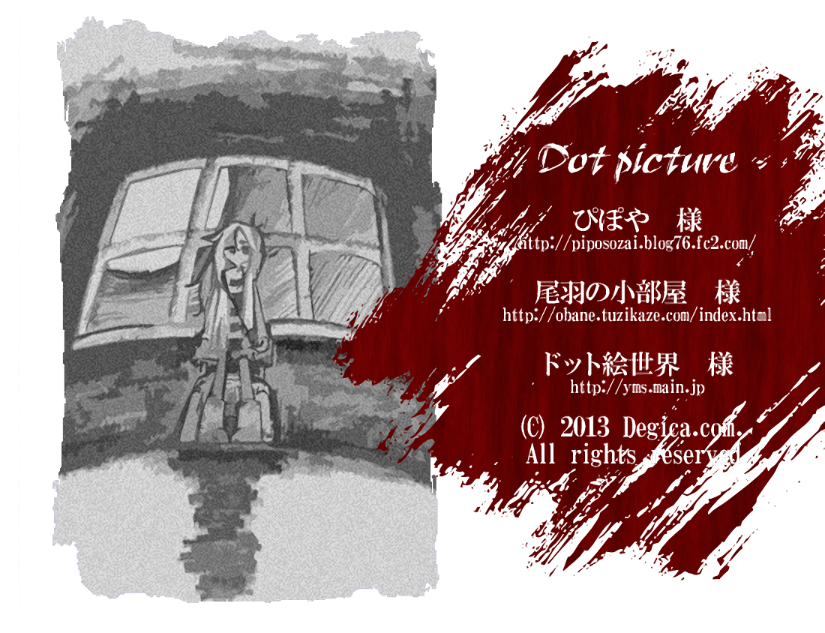 Dot picture
ぴぽや 様
http://piposozai.blog76.fc2.com/
尾羽の小部屋 様
http://obane.tuzikaze.com/index.html
ドット絵世界 様
http://yms.main.jp
(C) 2013 Degica.com.
All rights reserved